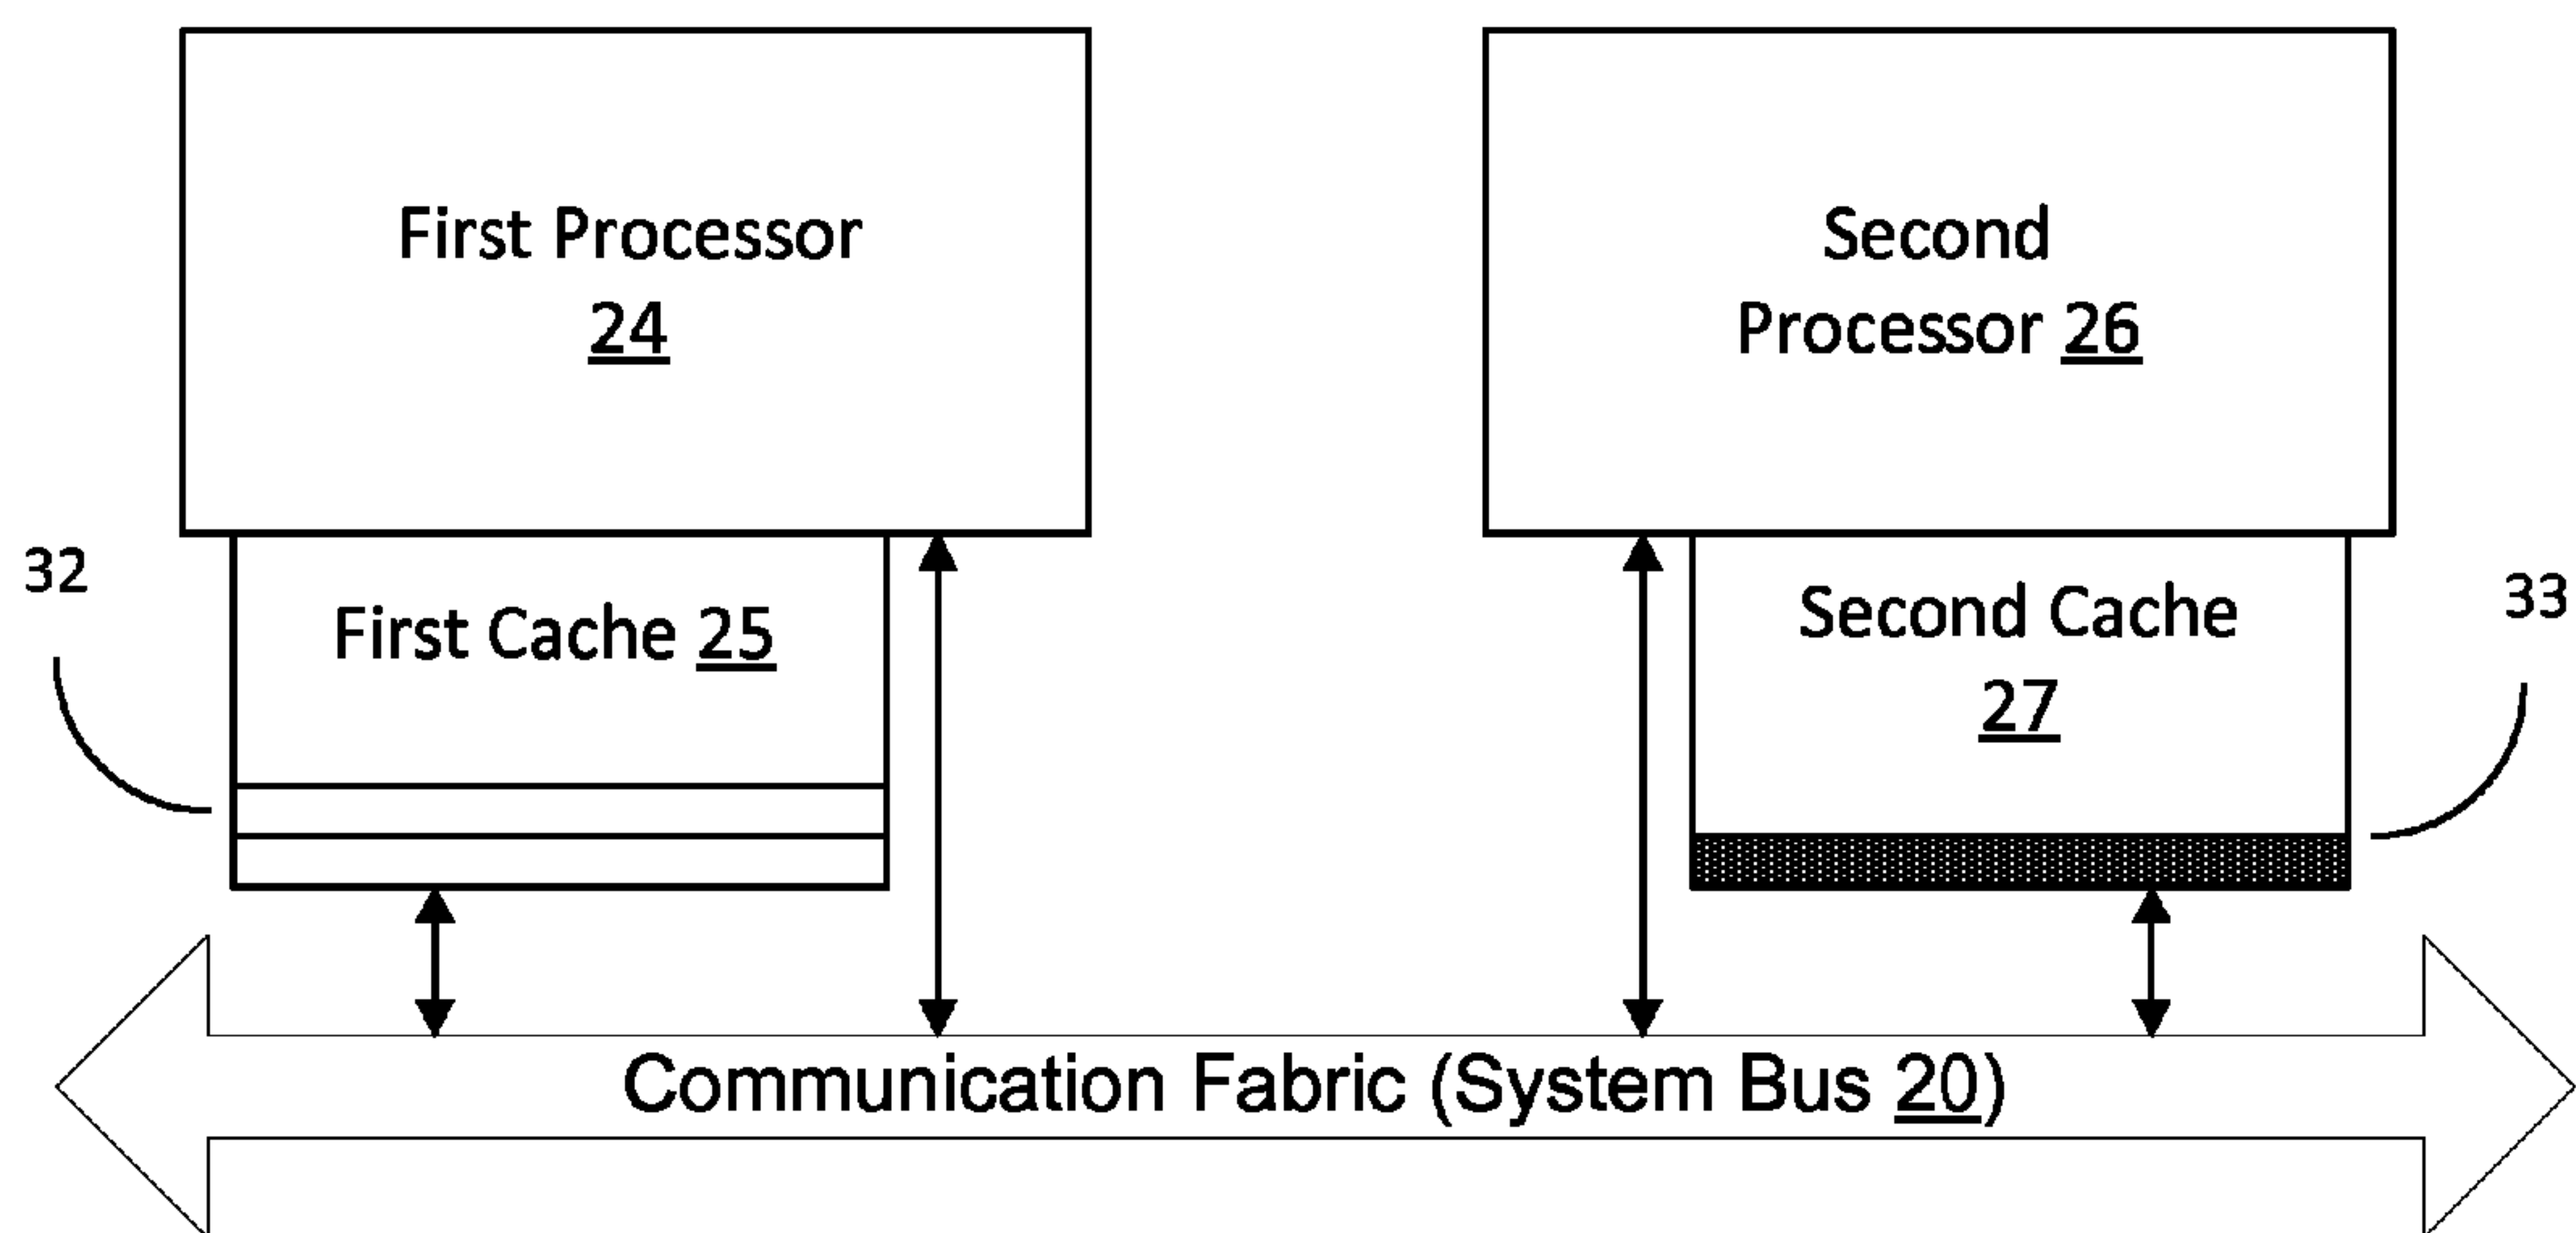 First Processor
24
Second
Processor 26
32
First Cache 25
Second Cache
27
33
Communication Fabric (System Bus 20)